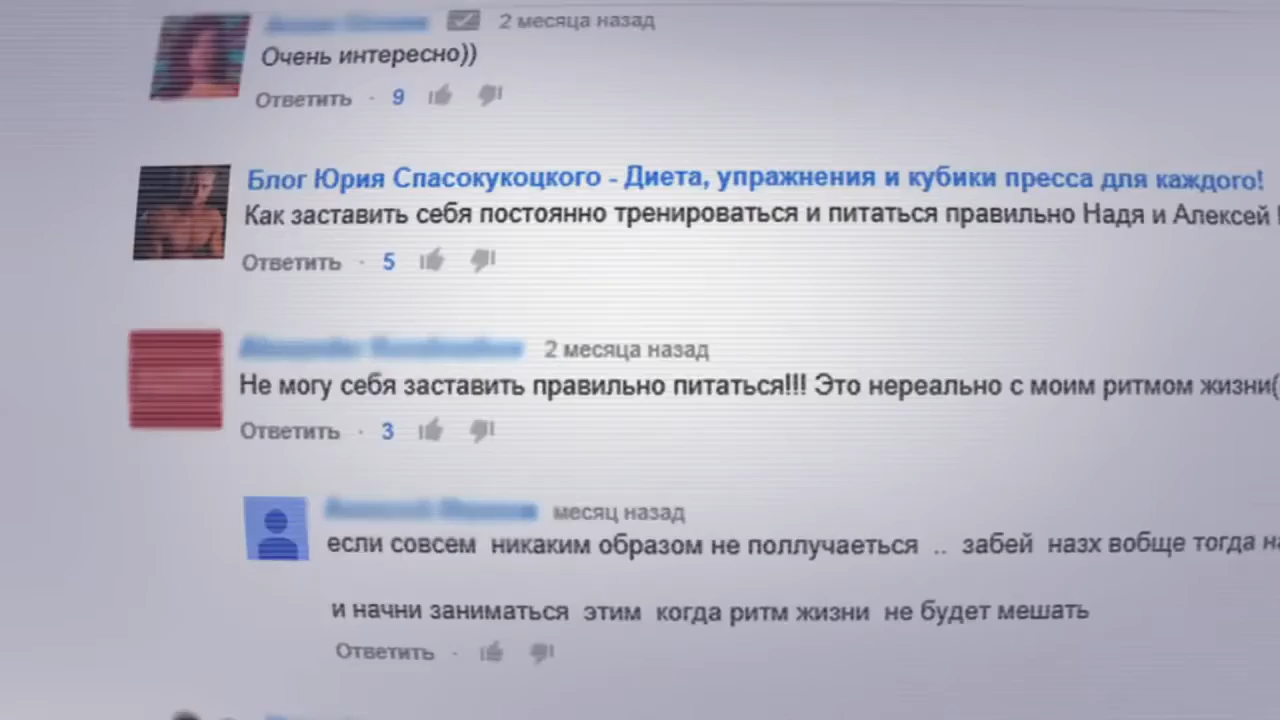 2 месяца назад
Очень интересно))
Ответить · 9
Блог Юрия Спасокукоцкого - Диета, упражнения и кубики пресса для каждого!
Как заставить себя постоянно тренироваться и питаться правильно Надя и Алексей
Ответить · 5
2 месяца назад
Не могу себя заставить правильно питаться!!! Это нереально с моим ритмом жизни(
Ответить · 3
месяц назад
если совсем никаким образом не поллучаеться .. забей назх вобще тогда на
и начни заниматься этим когда ритм жизни не будет мешать
Ответить ·